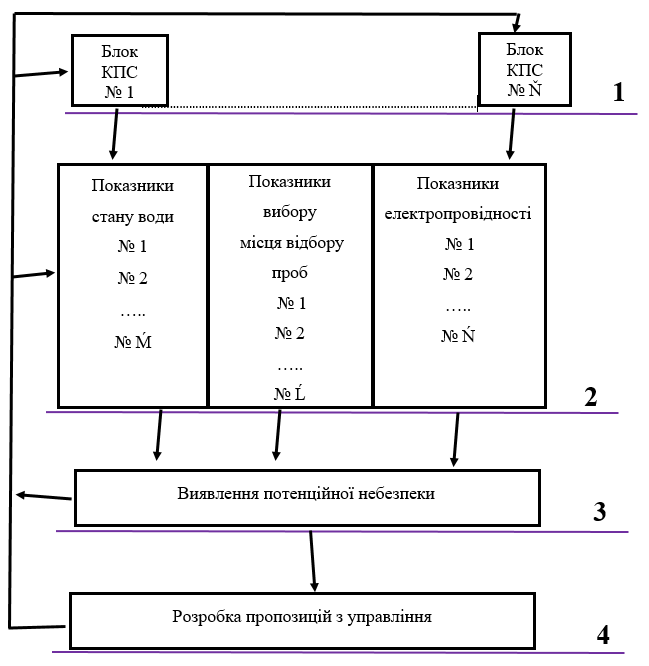 Блок
КПС
№ 1
Блок
КПС
№ Ň
1
Показники
стану води
№ 1
№ 2
…..
№ Ḿ
Показники
вибору
місця відбору
проб
№ 1
№ 2
…..
№ Ĺ
Показники
електропровідності
№ 1
№ 2
…..
№ Ń
2
Виявлення потенційної небезпеки
3
Розробка пропозицій з управління
4